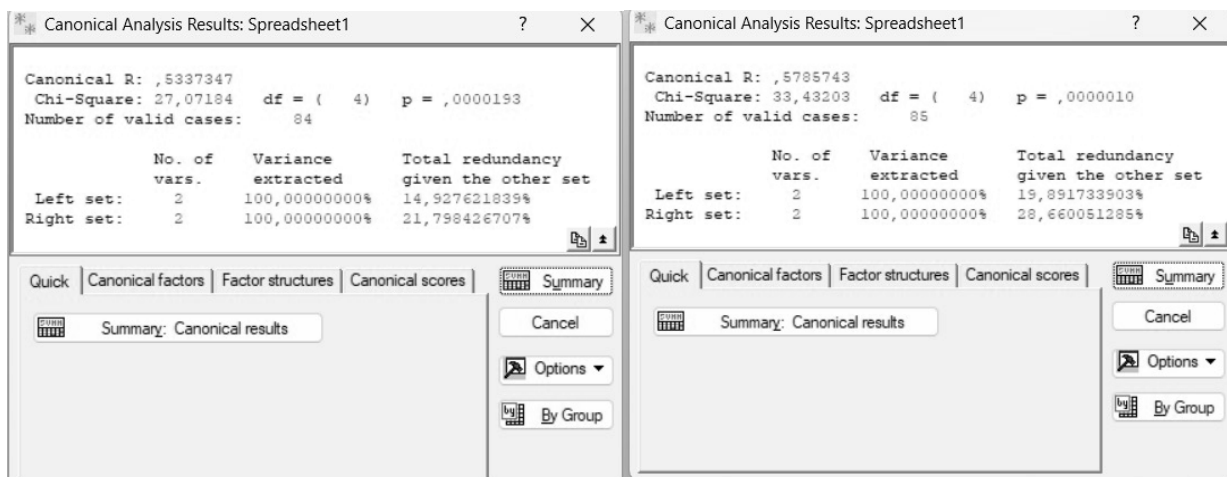 Canonical Analysis Results: Spreadsheet1 ? ×
Canonical R: ,5337347
Chi-Square: 27,07184 df = ( 4) p = ,0000193
Number of valid cases: 84
No. of Variance Total redundancy
vars. extracted given the other set
Left set: 2 100,00000000% 14,927621839%
Right set: 2 100,00000000% 21,798426707%
Quick Canonical factors Factor structures Canonical scores
Summary
Summary: Canonical results
Cancel
Options
By Group
Canonical Analysis Results: Spreadsheet1 ? ×
Canonical R: ,5785743
Chi-Square: 33,43203 df = ( 4) p = ,0000010
Number of valid cases: 85
No. of Variance Total redundancy
vars. extracted given the other set
Left set: 2 100,00000000% 19,891733903%
Right set: 2 100,00000000% 28,660051285%
Quick Canonical factors Factor structures Canonical scores
Summary
Summary: Canonical results
Cancel
Options
By Group